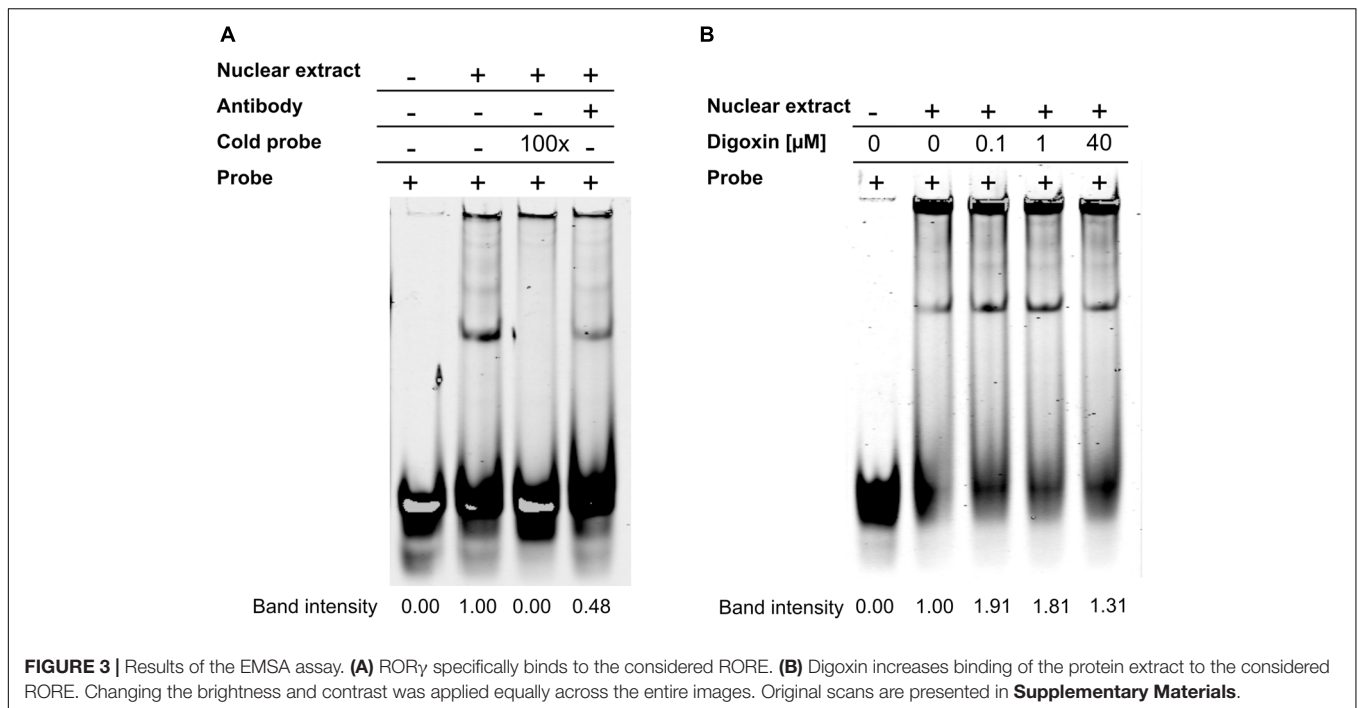 A
Nuclear extract - + + +
Antibody - - - +
Cold probe - - 100x -
Probe + + + +
Band intensity 0.00 1.00 0.00 0.48
B
Nuclear extract - + + + +
Digoxin [µM] 0 0 0.1 1 40
Probe + + + + +
Band intensity 0.00 1.00 1.91 1.81 1.31
FIGURE 3 | Results of the EMSA assay. (A) RORγ specifically binds to the considered RORE. (B) Digoxin increases binding of the protein extract to the considered
RORE. Changing the brightness and contrast was applied equally across the entire images. Original scans are presented in Supplementary Materials.